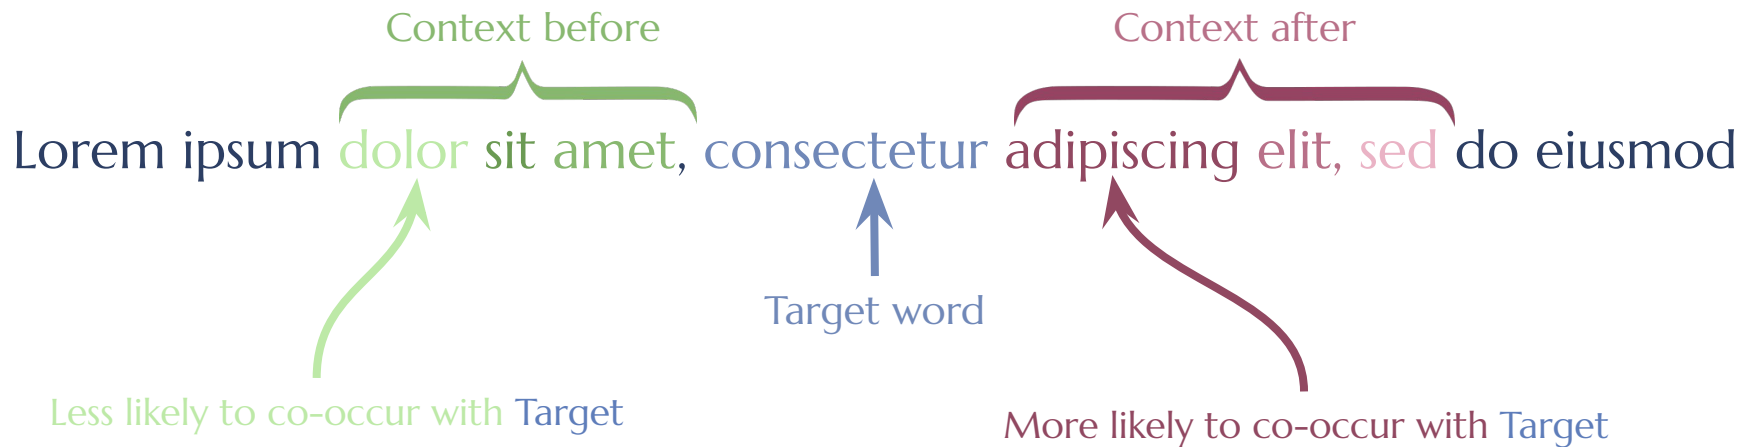 Context before Context after
Lorem ipsum dolor sit amet, consectetur adipiscing elit, sed do eiusmod
Target word
Less likely to co-occur with Target
More likely to co-occur with Target